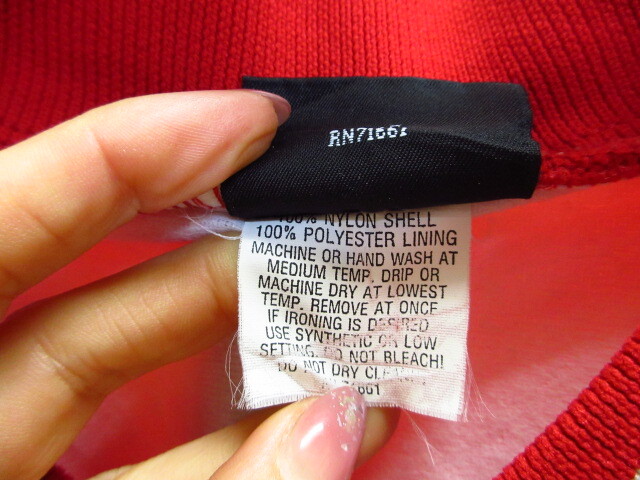 RN71661
100% NYLON SHELL
100% POLYESTER LINING
MACHINE OR HAND WASH AT
MEDIUM TEMP. DRIP OR
MACHINE DRY AT LOWEST
TEMP. REMOVE AT ONCE
IF IRONING IS DESIRED
USE SYNTHETIC OR LOW
SETTING. DO NOT BLEACH!
DO NOT DRY CLEAN
71661